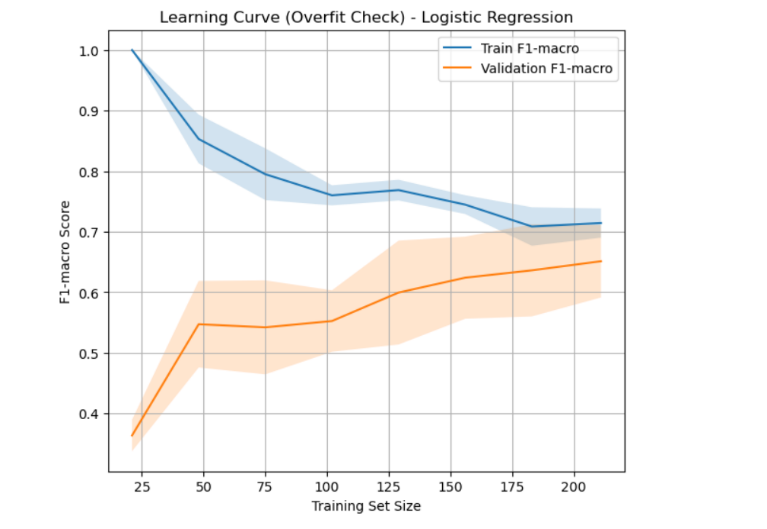 Learning Curve (Overfit Check) - Logistic Regression
Train F1-macro
Validation F1-macro
1.0
0.9
0.8
0.7
0.6
0.5
0.4
F1-macro Score
25 50 75 100 125 150 175 200
Training Set Size